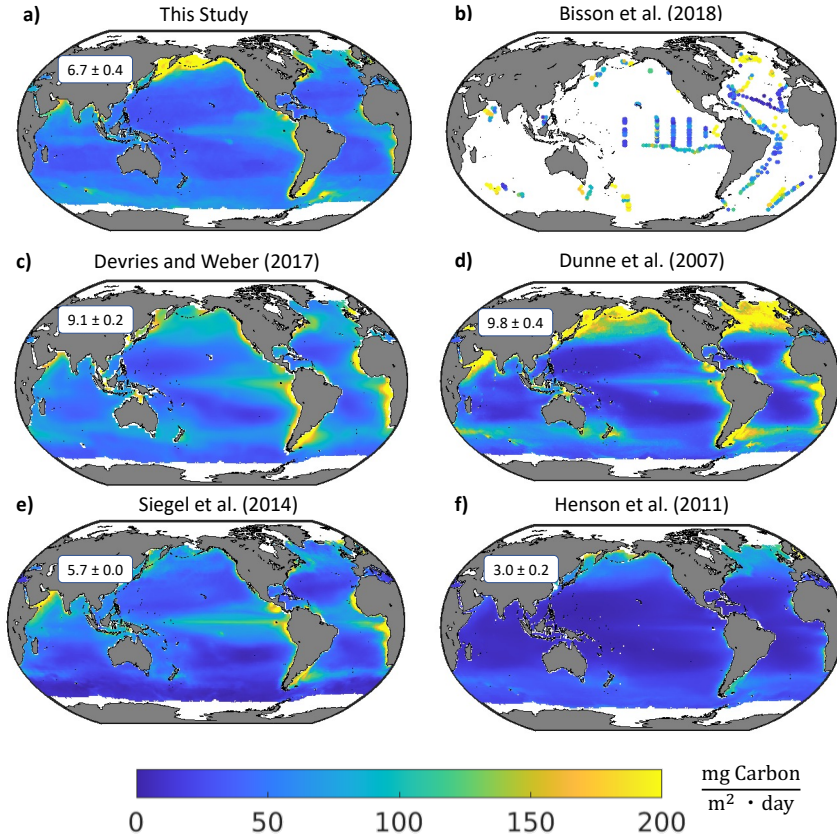 a) This Study
b) Bisson et al. (2018)
6.7 ± 0.4
c) Devries and Weber (2017)
d) Dunne et al. (2007)
9.1 ± 0.2
9.8 ± 0.4
e) Siegel et al. (2014)
f) Henson et al. (2011)
5.7 ± 0.0
3.0 ± 0.2
mg Carbon
m² · day
0 50 100 150 200